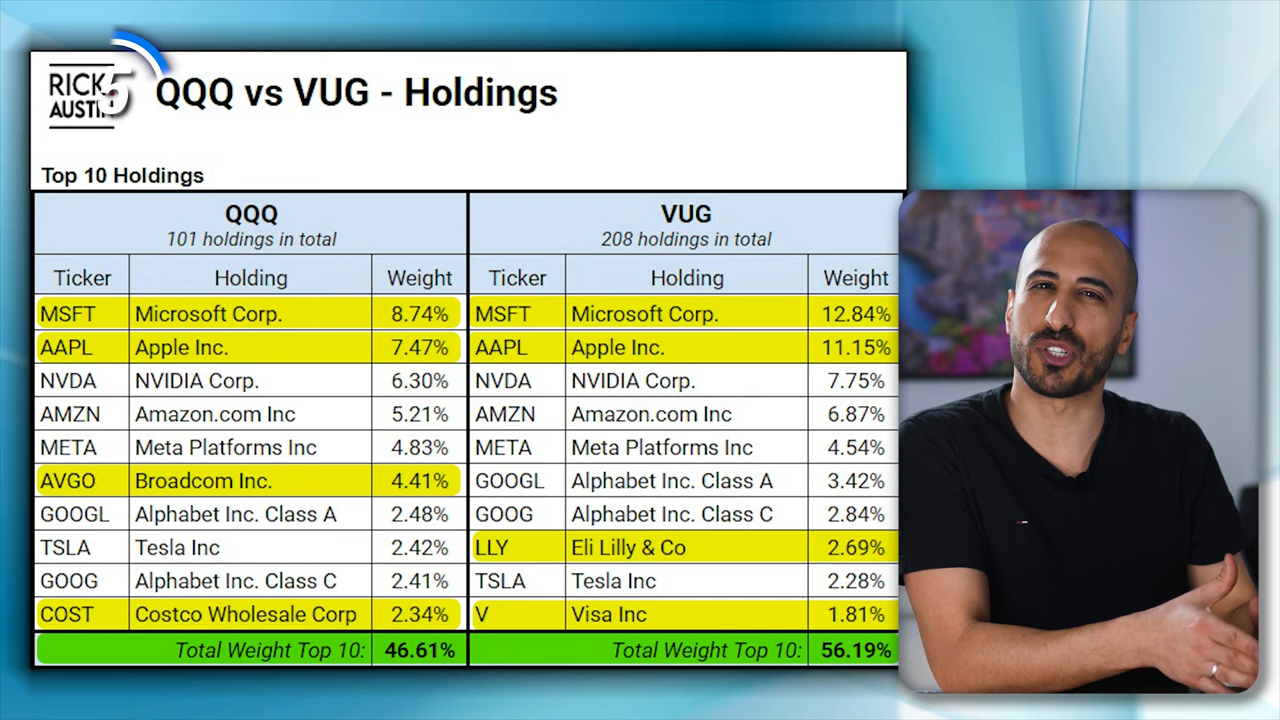 RICK
AUSTIN
5
QQQ vs VUG - Holdings
Top 10 Holdings
QQQ VUG
101 holdings in total 208 holdings in total
Ticker Holding Weight Ticker Holding Weight
MSFT Microsoft Corp. 8.74% MSFT Microsoft Corp. 12.84%
AAPL Apple Inc. 7.47% AAPL Apple Inc. 11.15%
NVDA NVIDIA Corp. 6.30% NVDA NVIDIA Corp. 7.75%
AMZN Amazon.com Inc 5.21% AMZN Amazon.com Inc 6.87%
META Meta Platforms Inc 4.83% META Meta Platforms Inc 4.54%
AVGO Broadcom Inc. 4.41% GOOGL Alphabet Inc. Class A 3.42%
GOOGL Alphabet Inc. Class A 2.48% GOOG Alphabet Inc. Class C 2.84%
TSLA Tesla Inc 2.42% LLY Eli Lilly & Co 2.69%
GOOG Alphabet Inc. Class C 2.41% TSLA Tesla Inc 2.28%
COST Costco Wholesale Corp 2.34% V Visa Inc 1.81%
Total Weight Top 10: 46.61% Total Weight Top 10: 56.19%